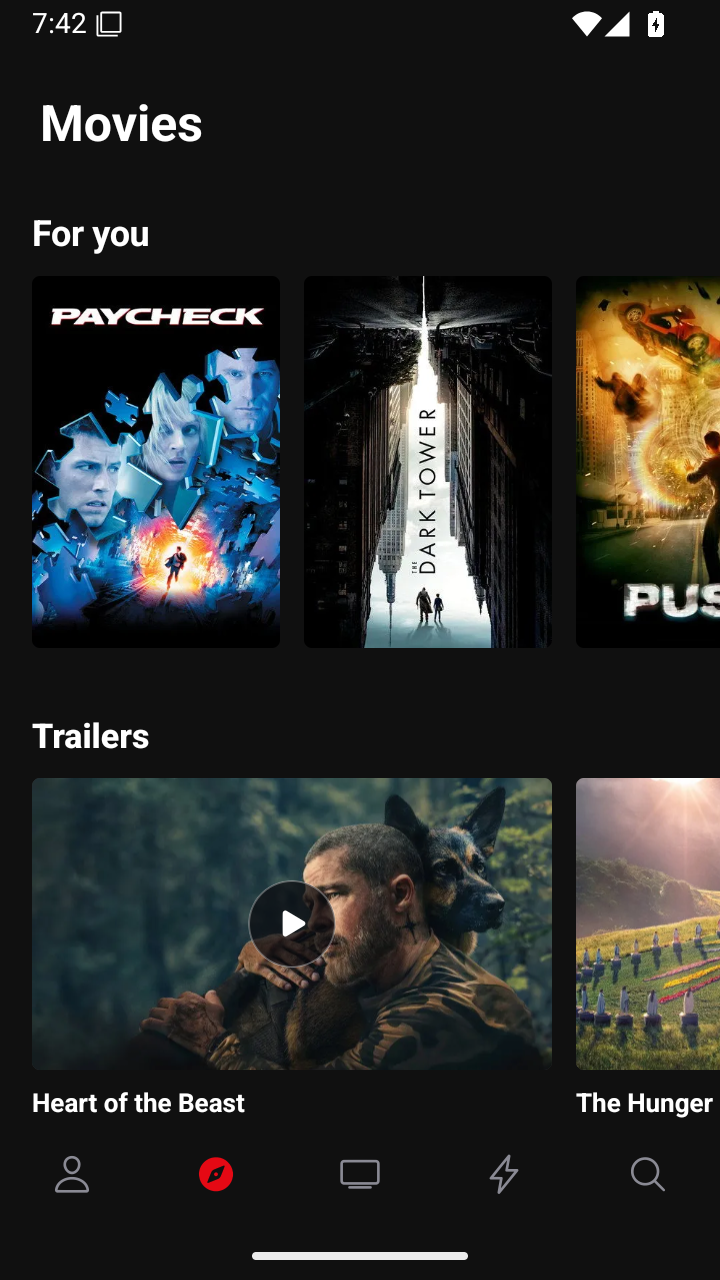 7:42
Movies
For you
PAYCHECK
THE DARK TOWER
PUS
Trailers
Heart of the Beast
The Hunger